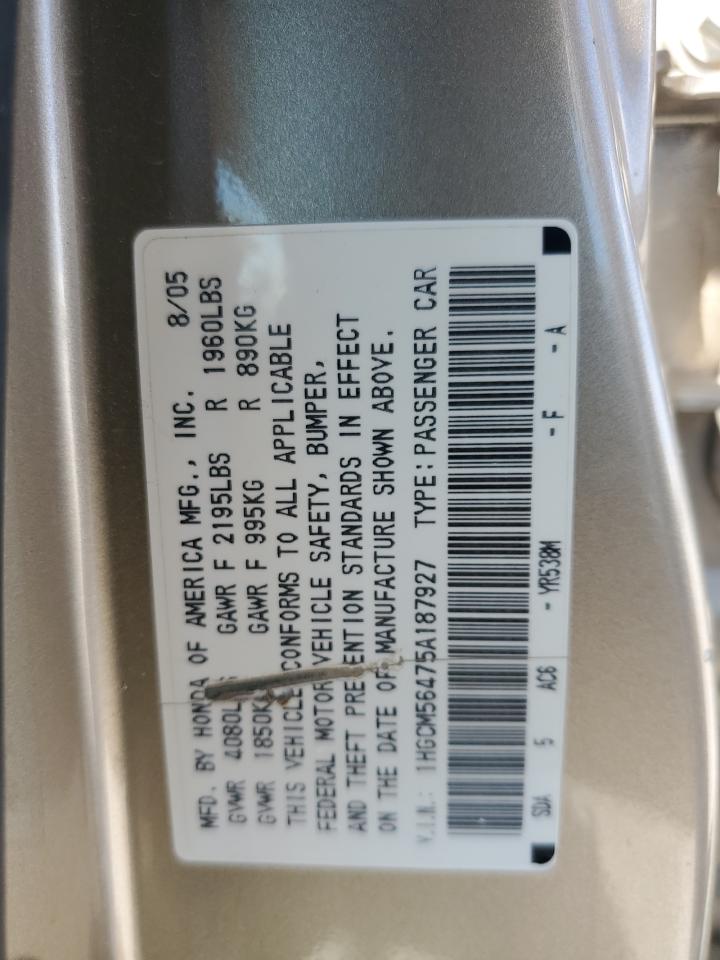 MFD. BY HONDA OF AMERICA MFG., INC. 8/05
GVWR 4080LBS GAWR F 2195LBS R 1960LBS
GVWR 1850KG GAWR F 995KG R 890KG
THIS VEHICLE CONFORMS TO ALL APPLICABLE
FEDERAL MOTOR VEHICLE SAFETY, BUMPER,
AND THEFT PREVENTION STANDARDS IN EFFECT
ON THE DATE OF MANUFACTURE SHOWN ABOVE.
V.I.N.: 1HGCM56475A187927 TYPE: PASSENGER CAR
SDA 5 AC6 - YR538M - F - A